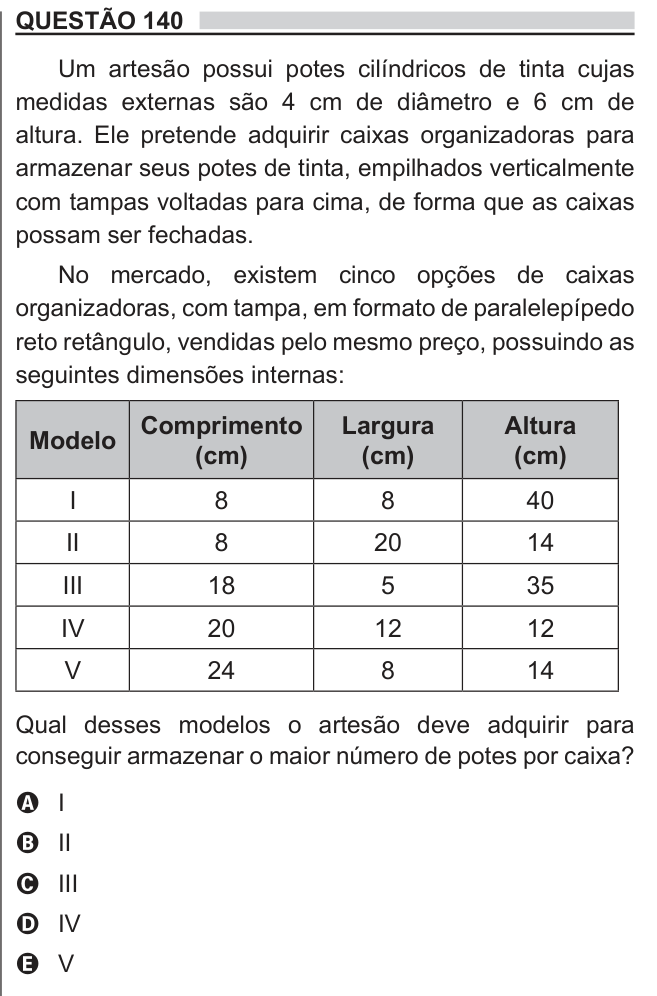 QUESTÃO 140
Um artesão possui potes cilíndricos de tinta cujas
medidas externas são 4 cm de diâmetro e 6 cm de
altura. Ele pretende adquirir caixas organizadoras para
armazenar seus potes de tinta, empilhados verticalmente
com tampas voltadas para cima, de forma que as caixas
possam ser fechadas.
No mercado, existem cinco opções de caixas
organizadoras, com tampa, em formato de paralelepípedo
reto retângulo, vendidas pelo mesmo preço, possuindo as
seguintes dimensões internas:
Modelo Comprimento (cm) Largura (cm) Altura (cm)
I 8 8 40
II 8 20 14
III 18 5 35
IV 20 12 12
V 24 8 14
Qual desses modelos o artesão deve adquirir para
conseguir armazenar o maior número de potes por caixa?
A I
B II
C III
D IV
E V